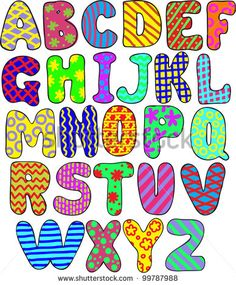 ABCDEF
GHIJKL
MNOPQ
RSTUV
WXYZ
www.shutterstock.com · 99787988